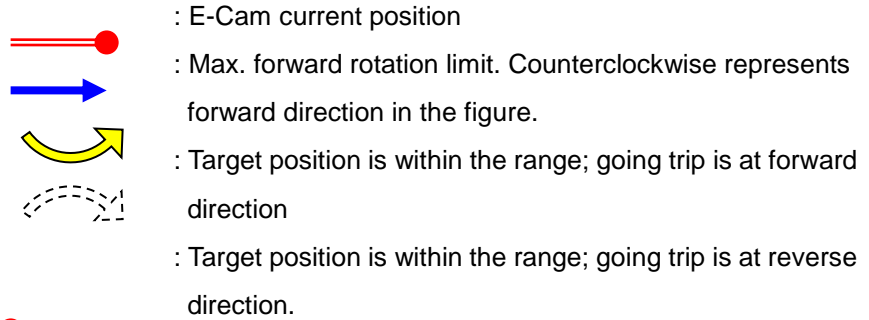 : E-Cam current position
: Max. forward rotation limit. Counterclockwise represents
forward direction in the figure.
: Target position is within the range; going trip is at forward
direction
: Target position is within the range; going trip is at reverse
direction.